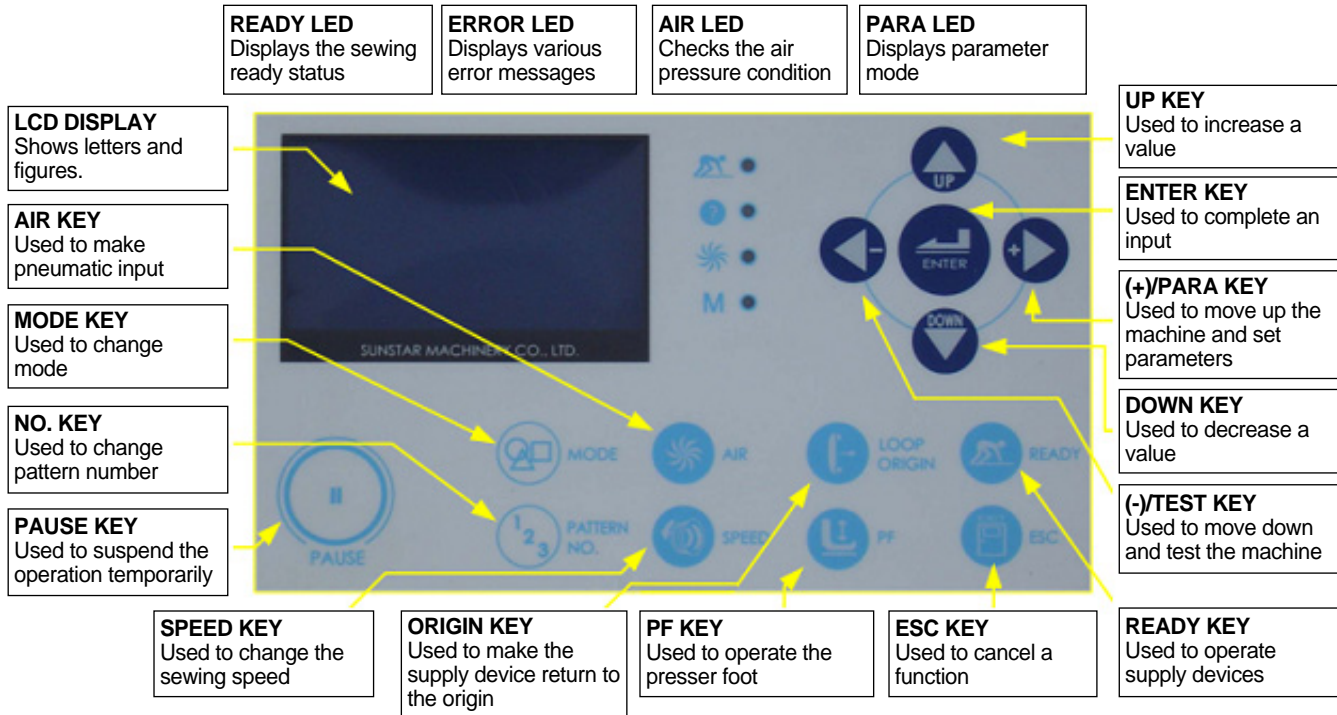 READY LED
Displays the sewing
ready status
ERROR LED
Displays various
error messages
AIR LED
Checks the air
pressure condition
PARA LED
Displays parameter
mode
LCD DISPLAY
Shows letters and
figures.
AIR KEY
Used to make
pneumatic input
MODE KEY
Used to change
mode
NO. KEY
Used to change
pattern number
PAUSE KEY
Used to suspend the
operation temporarily
UP KEY
Used to increase a
value
ENTER KEY
Used to complete an
input
(+)/PARA KEY
Used to move up the
machine and set
parameters
DOWN KEY
Used to decrease a
value
(-)/TEST KEY
Used to move down
and test the machine
READY KEY
Used to operate
supply devices
SPEED KEY
Used to change the
sewing speed
ORIGIN KEY
Used to make the
supply device return to
the origin
PF KEY
Used to operate the
presser foot
ESC KEY
Used to cancel a
function
SUNSTAR MACHINERY CO., LTD.
?
M
UP
-
ENTER
+
DOWN
MODE
AIR
LOOP
ORIGIN
READY
PAUSE
1
2
3
PATTERN
NO.
SPEED
PF
ESC